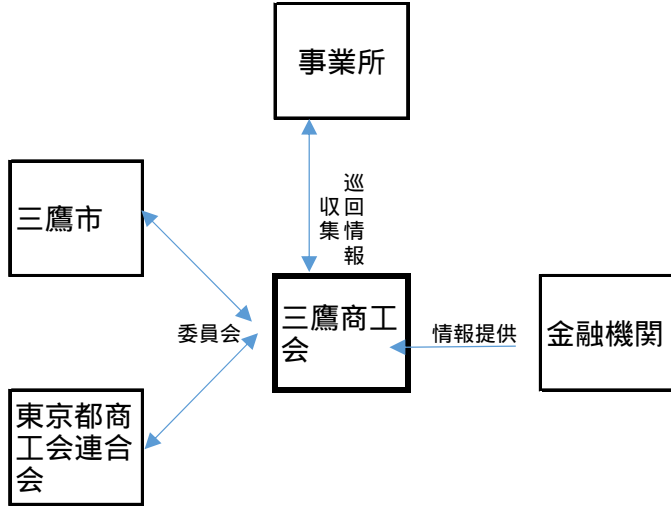 事業所
巡回情報
収集
三鷹市
三鷹商工
会
委員会
情報提供
金融機関
東京都商
工会連合
会